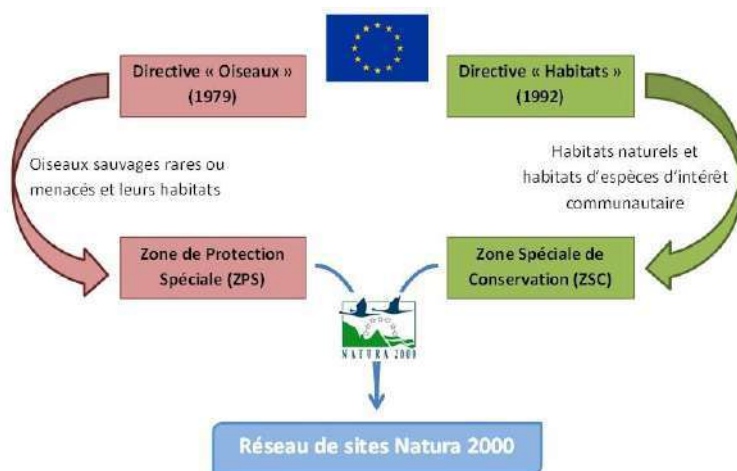 Directive « Oiseaux »
(1979)
Directive « Habitats »
(1992)
Oiseaux sauvages rares ou
menacés et leurs habitats
Habitats naturels et
habitats d'espèces d'intérêt
communautaire
Zone de Protection
Spéciale (ZPS)
Zone Spéciale de
Conservation (ZSC)
NATURA 2000
Réseau de sites Natura 2000